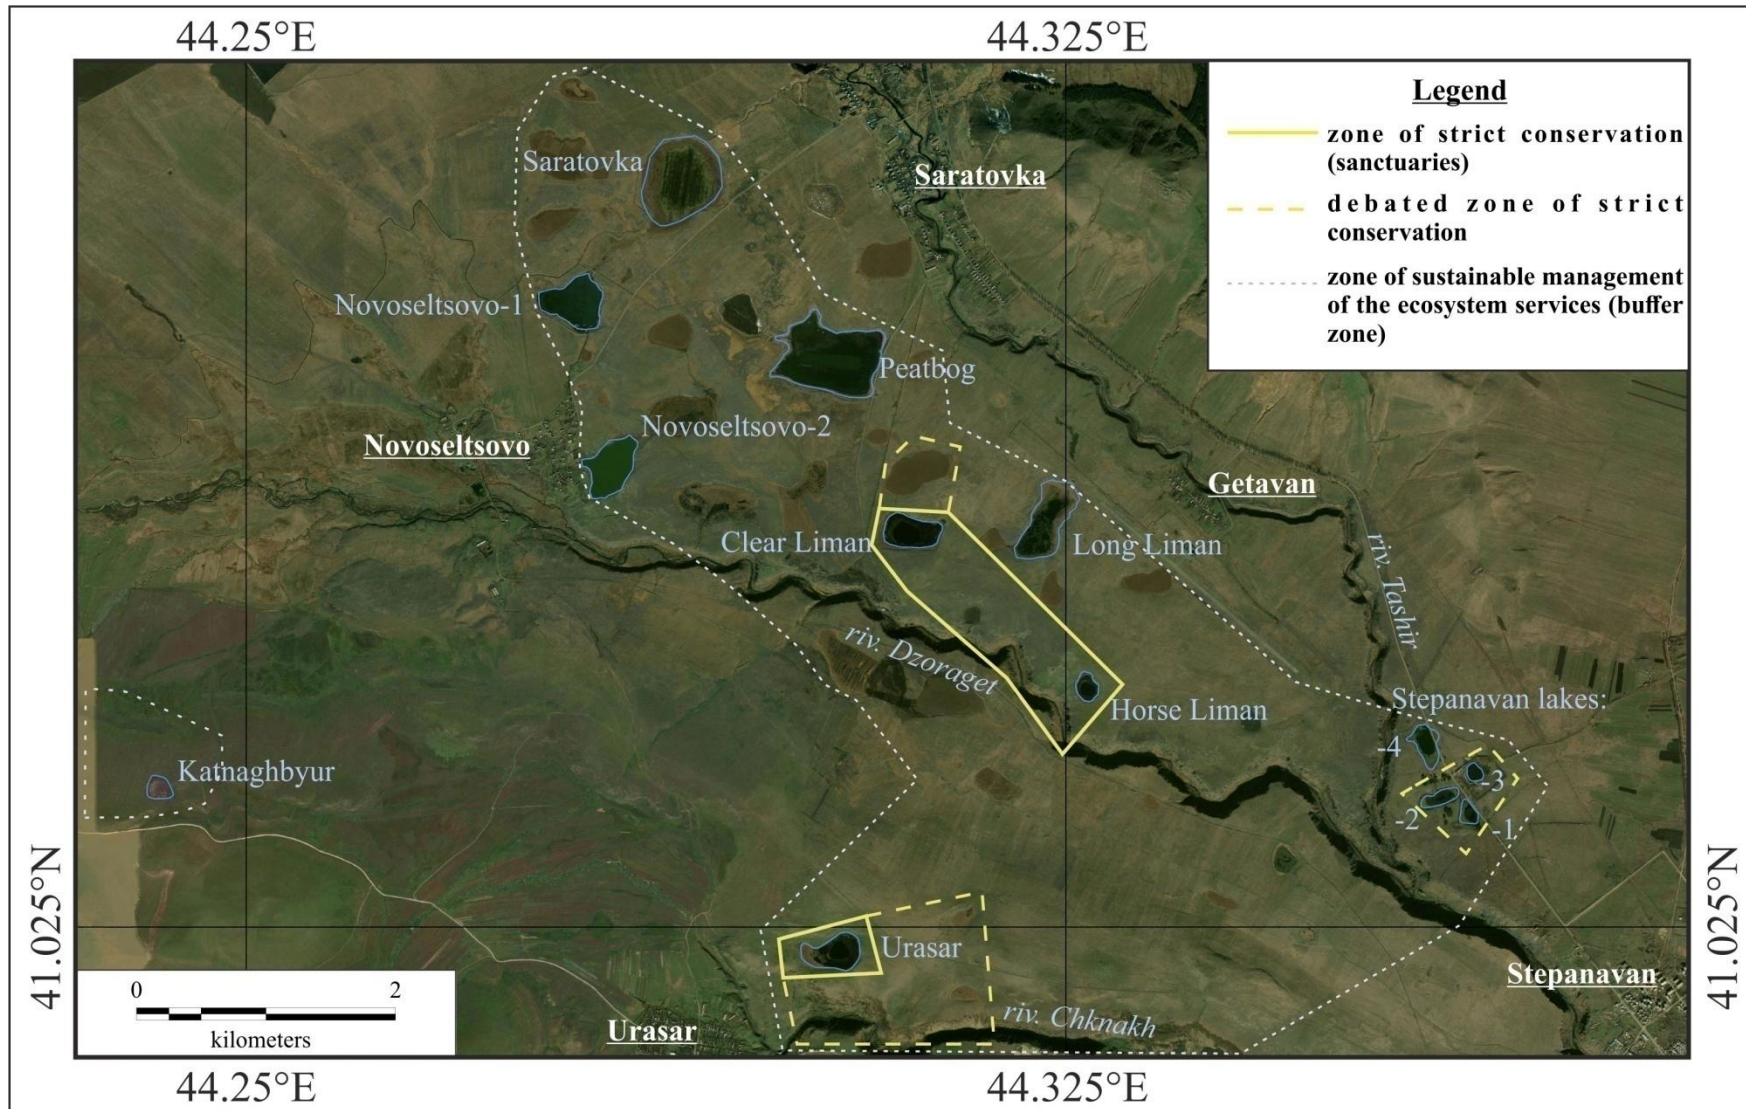 44.25°E
44.325°E
Legend
zone of strict conservation
(sanctuaries)
debated zone of strict
conservation
zone of sustainable management
of the ecosystem services (buffer
zone)
Saratovka
Saratovka
Novoseltsovo-1
Peatbog
Novoseltsovo-2
Novoseltsovo
Getavan
Clear Liman
Long Liman
riv. Tashir
riv. Dzoraget
Horse Liman
Stepanavan lakes:
-4
-3
-2
-1
Katnaghbyur
41.025°N
41.025°N
Urasar
Stepanavan
riv. Chknakh
Urasar
0
2
kilometers
44.25°E
44.325°E